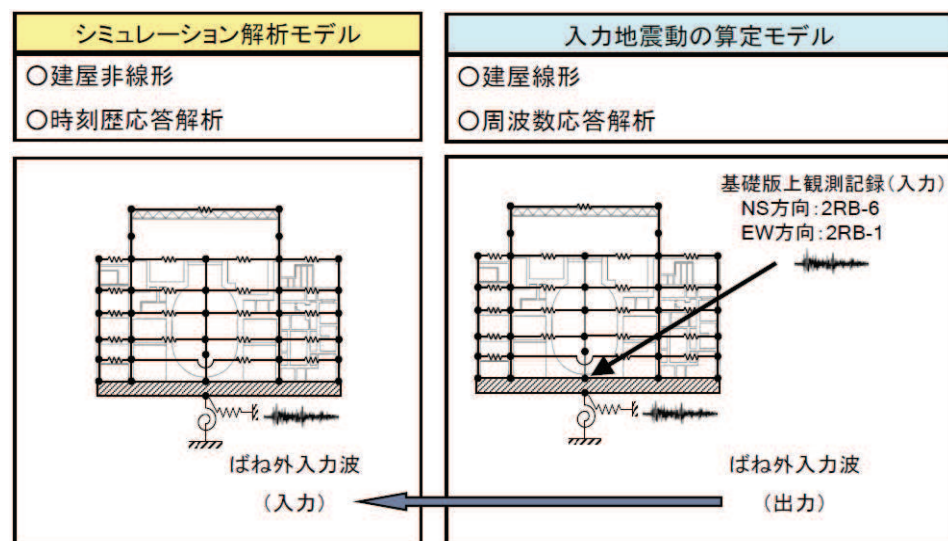 シミュレーション解析モデル
〇建屋非線形
〇時刻歴応答解析
ばね外入力波
(入力)
入力地震動の算定モデル
〇建屋線形
〇周波数応答解析
基礎版上観測記録(入力)
NS方向:2RB-6
EW方向:2RB-1
ばね外入力波
(出力)